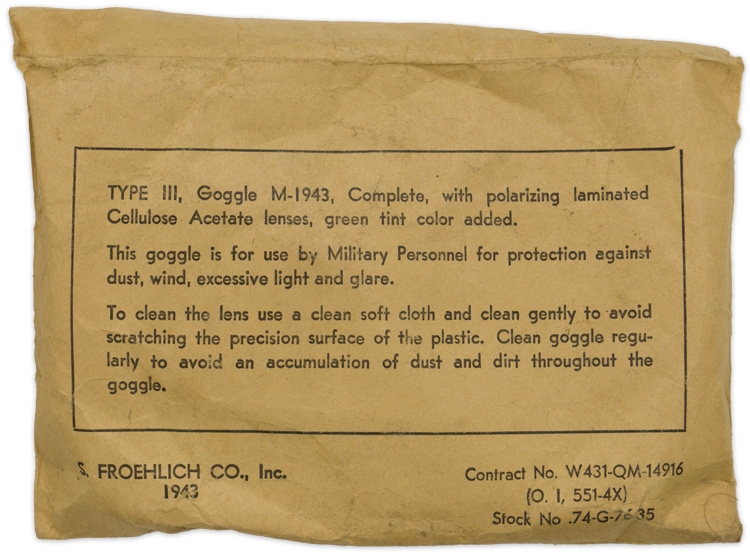 TYPE III, Goggle M-1943, Complete, with polarizing laminated
Cellulose Acetate lenses, green tint color added.
This goggle is for use by Military Personnel for protection against
dust, wind, excessive light and glare.
To clean the lens use a clean soft cloth and clean gently to avoid
scratching the precision surface of the plastic. Clean goggle regu-
larly to avoid an accumulation of dust and dirt throughout the
goggle.
S. FROEHLICH CO., Inc.
1943
Contract No. W431-QM-14916
(O. I, 551-4X)
Stock No .74-G-7635